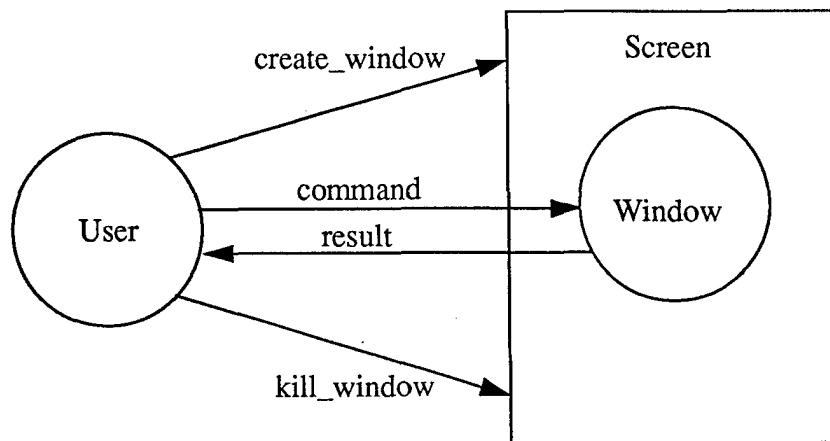 Screen
create_window
command
User
Window
result
kill_window